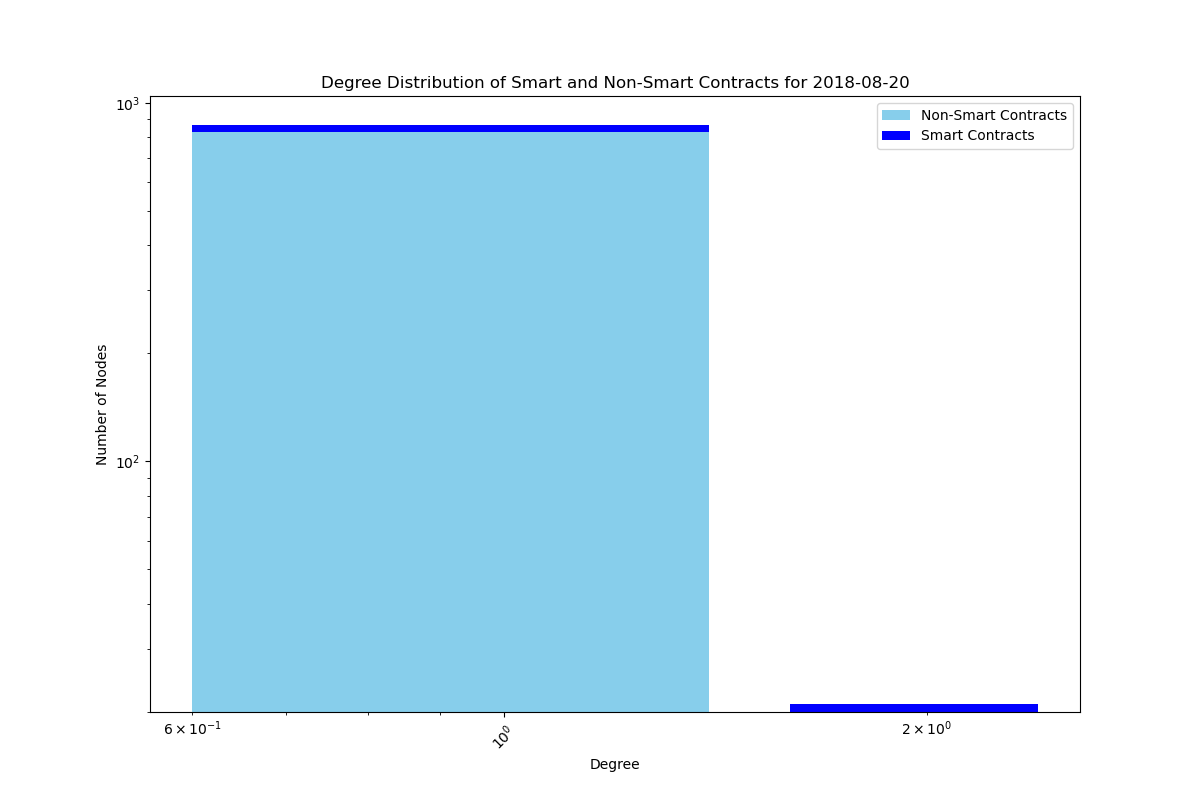 Degree Distribution of Smart and Non-Smart Contracts for 2018-08-20
10³
Non-Smart Contracts
Smart Contracts
Number of Nodes
10²
6 × 10⁻¹
10⁰
2 × 10⁰
Degree